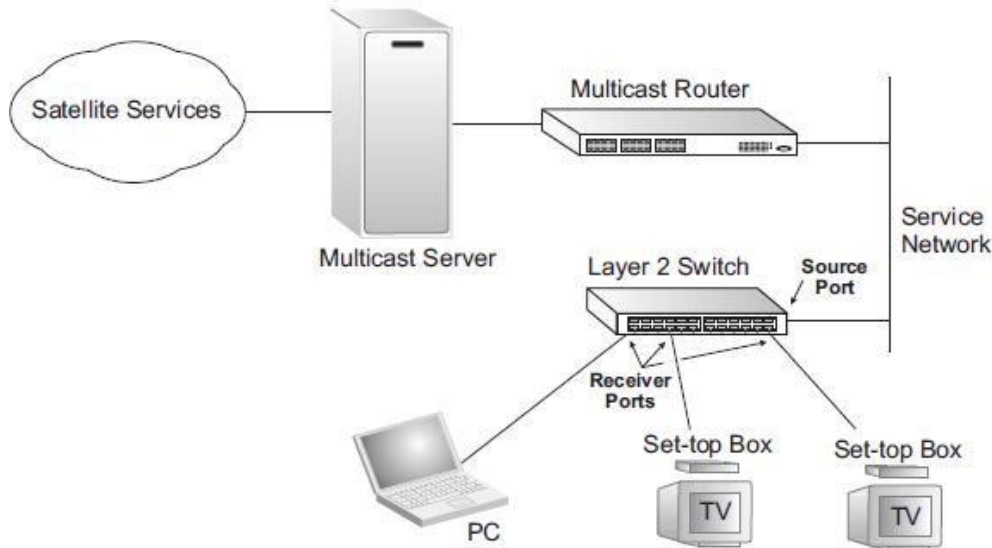 Satellite Services
Multicast Server
Multicast Router
Service
Network
Layer 2 Switch
Source
Port
Receiver
Ports
PC
Set-top Box
TV
Set-top Box
TV